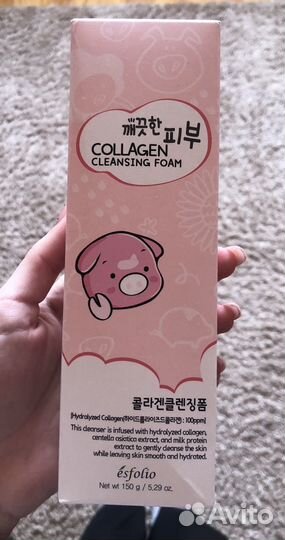 깨끗한 피부
COLLAGEN
CLEANSING FOAM
콜라겐클렌징폼
[Hydrolyzed Collagen(하이드롤라이즈드콜라겐) : 100ppm]
This cleanser is infused with hydrolyzed collagen,
centella asiatica extract, and milk protein
extract to gently cleanse the skin
while leaving skin smooth and hydrated.
ésfolio
Net wt 150 g / 5.29 oz.
Avito